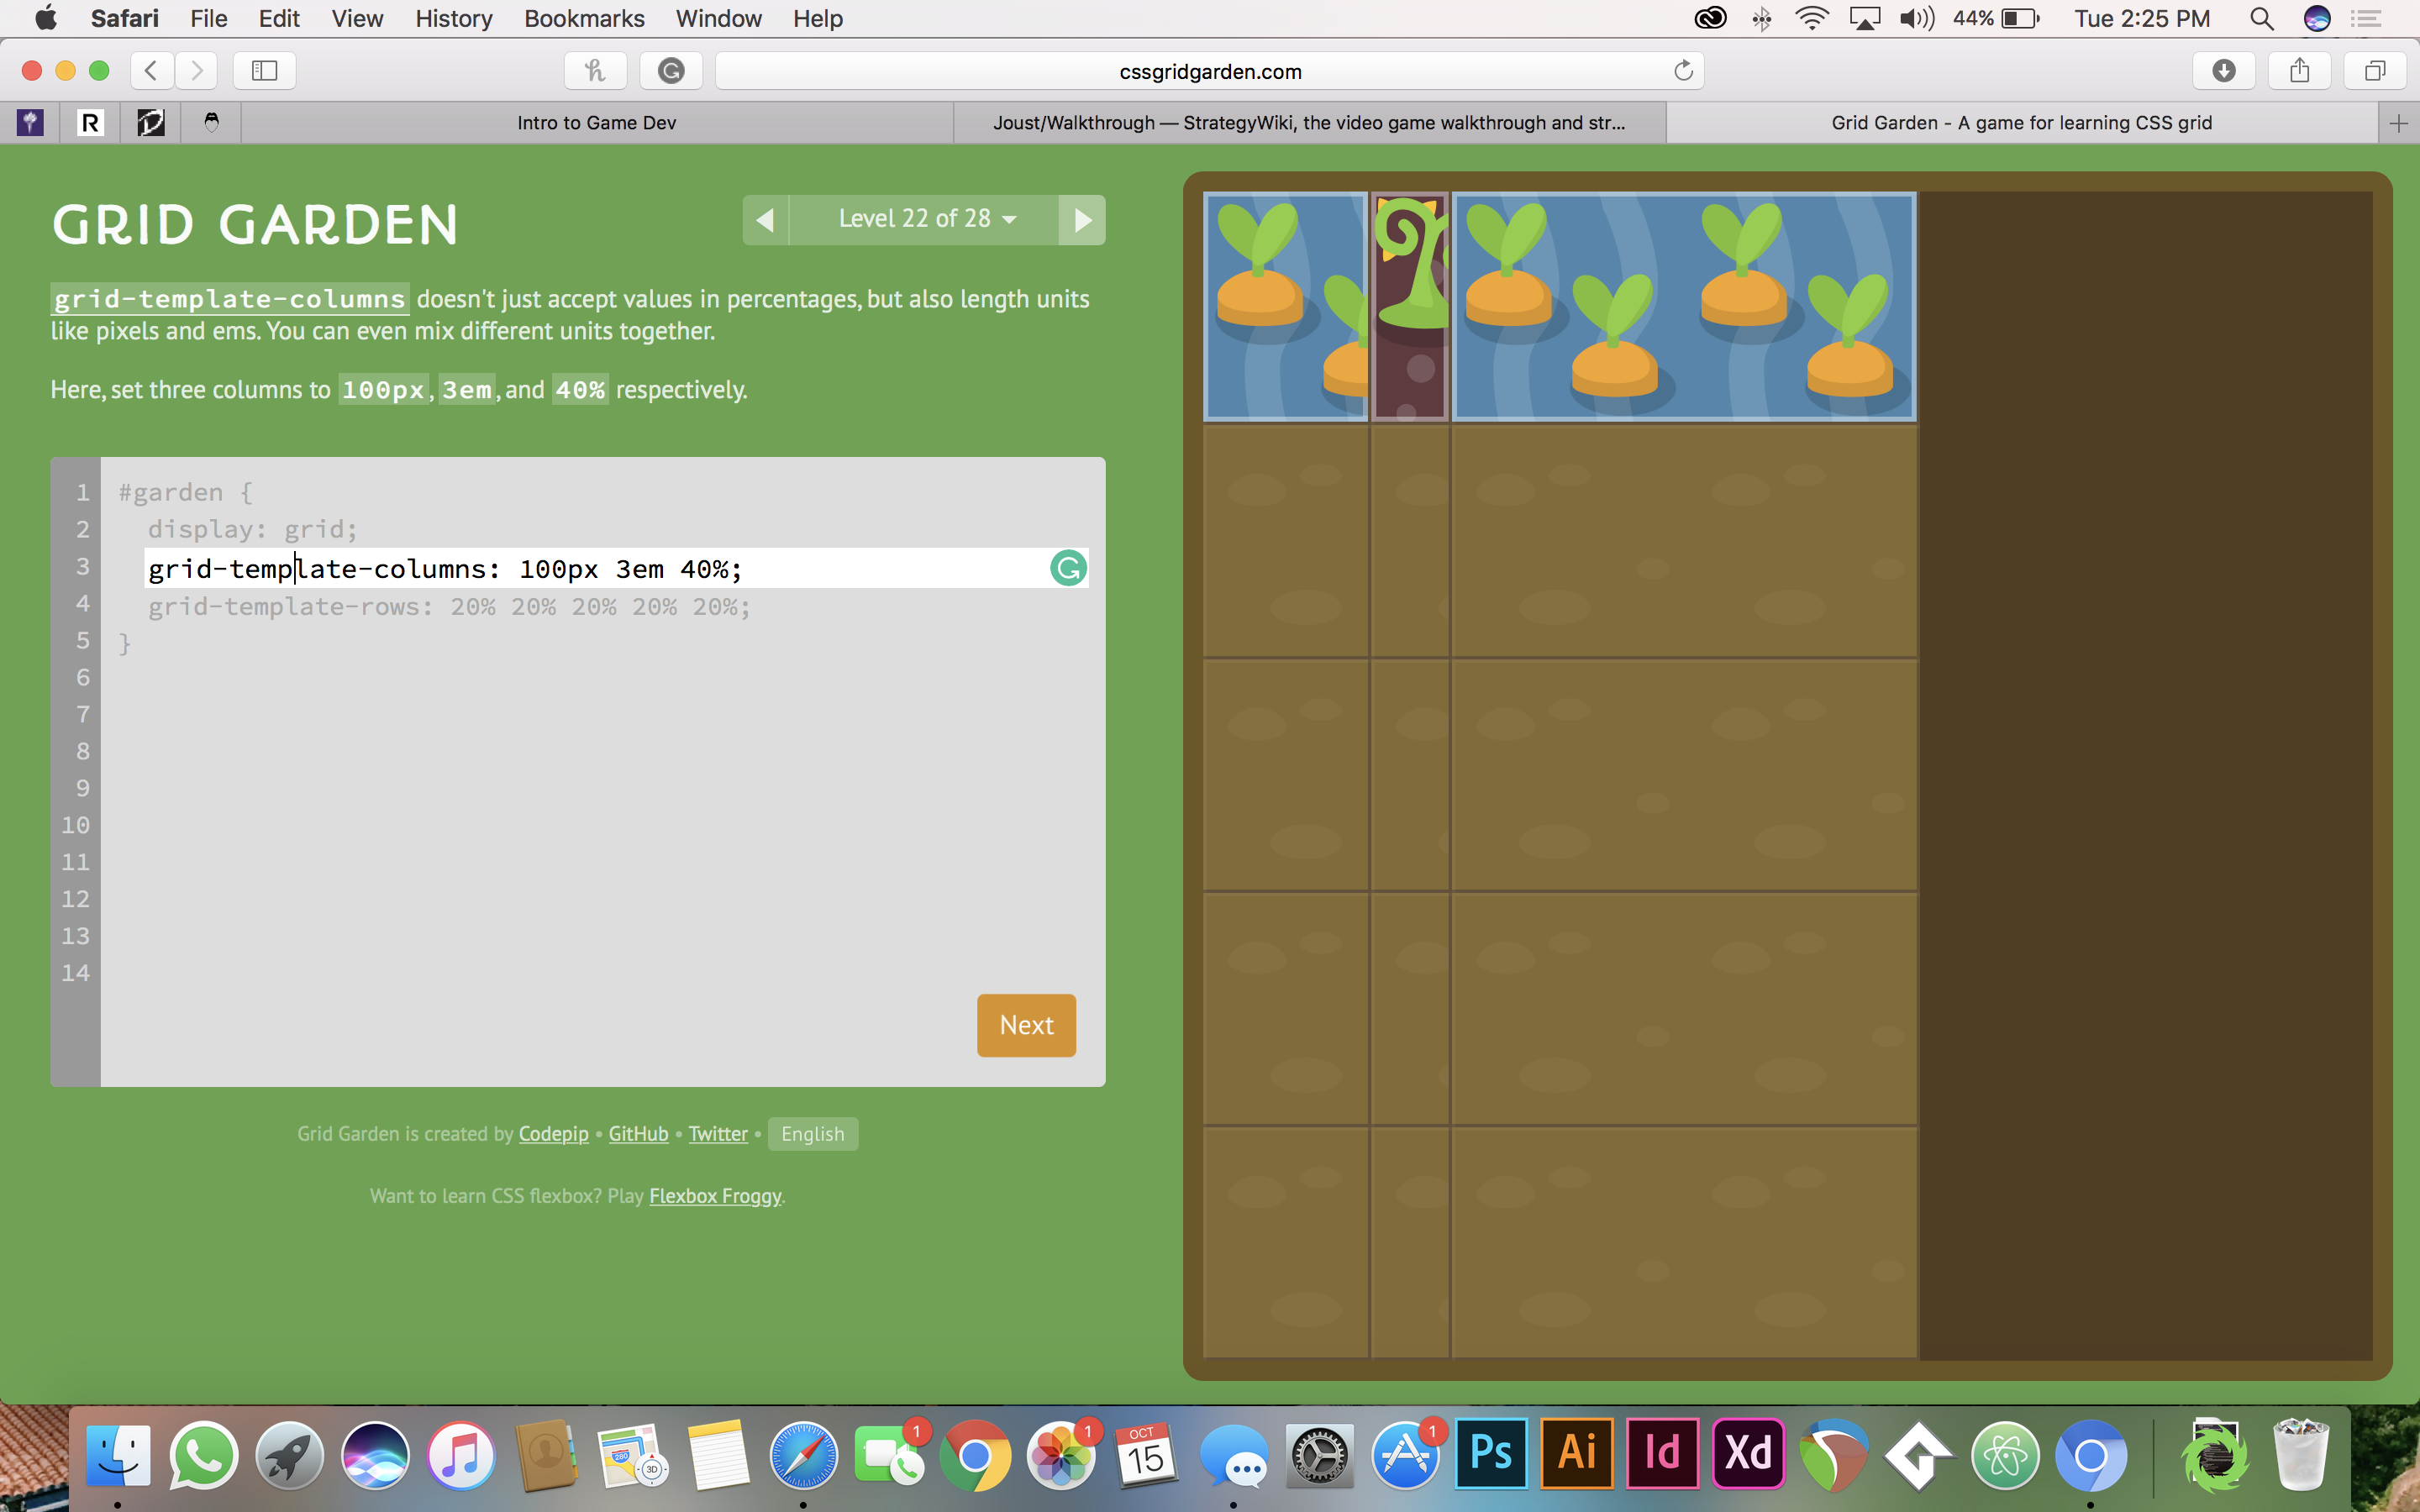 Safari File Edit View History Bookmarks Window Help 44% Tue 2:25 PM
cssgridgarden.com
R Intro to Game Dev Joust/Walkthrough — StrategyWiki, the video game walkthrough and str... Grid Garden - A game for learning CSS grid
GRID GARDEN
Level 22 of 28
grid-template-columns doesn't just accept values in percentages, but also length units
like pixels and ems. You can even mix different units together.
Here, set three columns to 100px, 3em, and 40% respectively.
1 #garden {
2 display: grid;
3 grid-template-columns: 100px 3em 40%;
4 grid-template-rows: 20% 20% 20% 20% 20%;
5 }
6
7
8
9
10
11
12
13
14
Next
Grid Garden is created by Codepip • GitHub • Twitter • English
Want to learn CSS flexbox? Play Flexbox Froggy.
280 3D 1 1 OCT 15 1 Ps Ai Id Xd